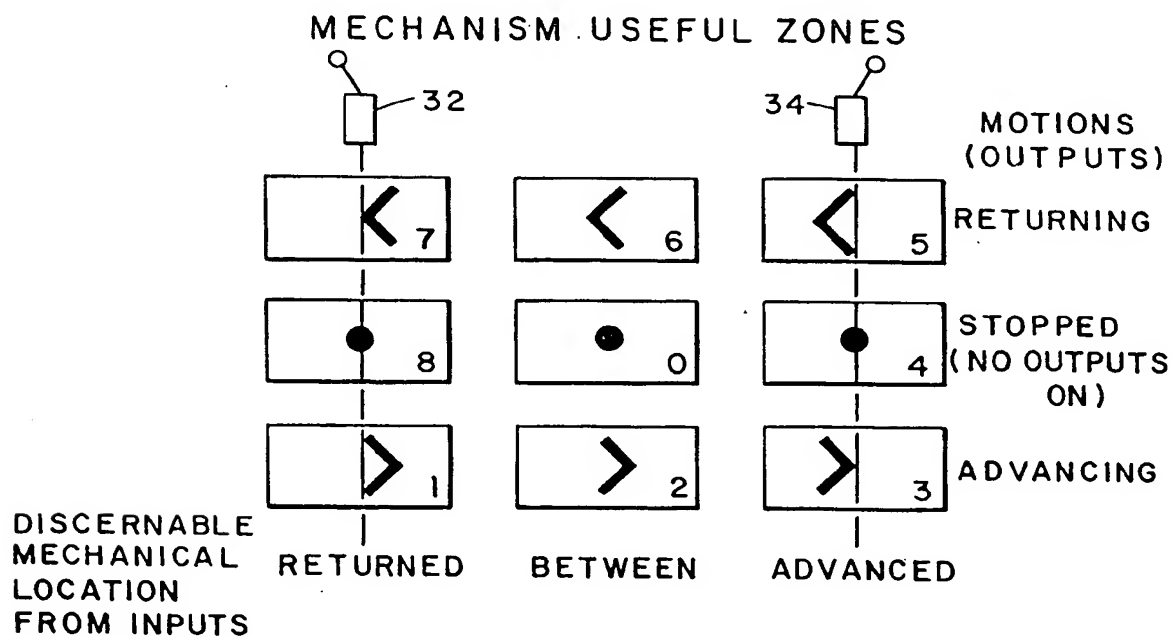 MECHANISM USEFUL ZONES
32
34
MOTIONS
(OUTPUTS)
7
6
5
RETURNING
8
0
4
STOPPED
(NO OUTPUTS
ON)
1
2
3
ADVANCING
DISCERNABLE
MECHANICAL
LOCATION
FROM INPUTS
RETURNED
BETWEEN
ADVANCED